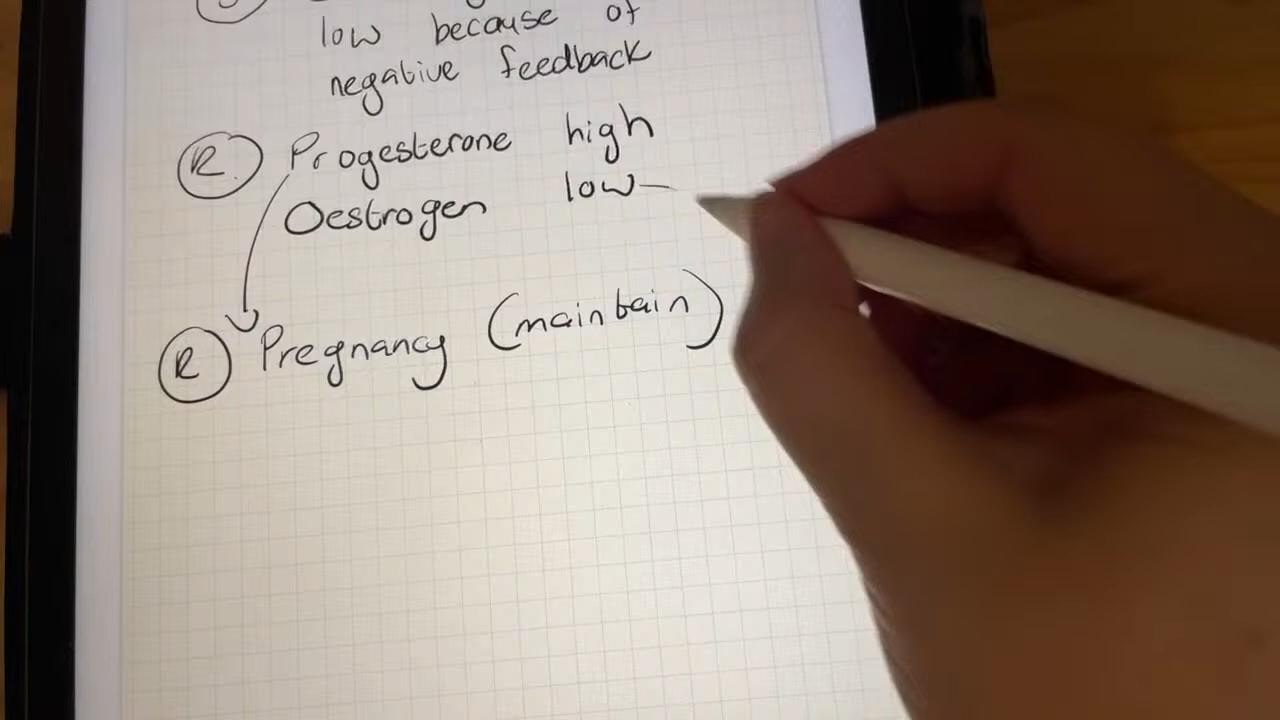 low because of
negative feedback
R Progesterone high
Oestrogen low
R Pregnancy (maintain)